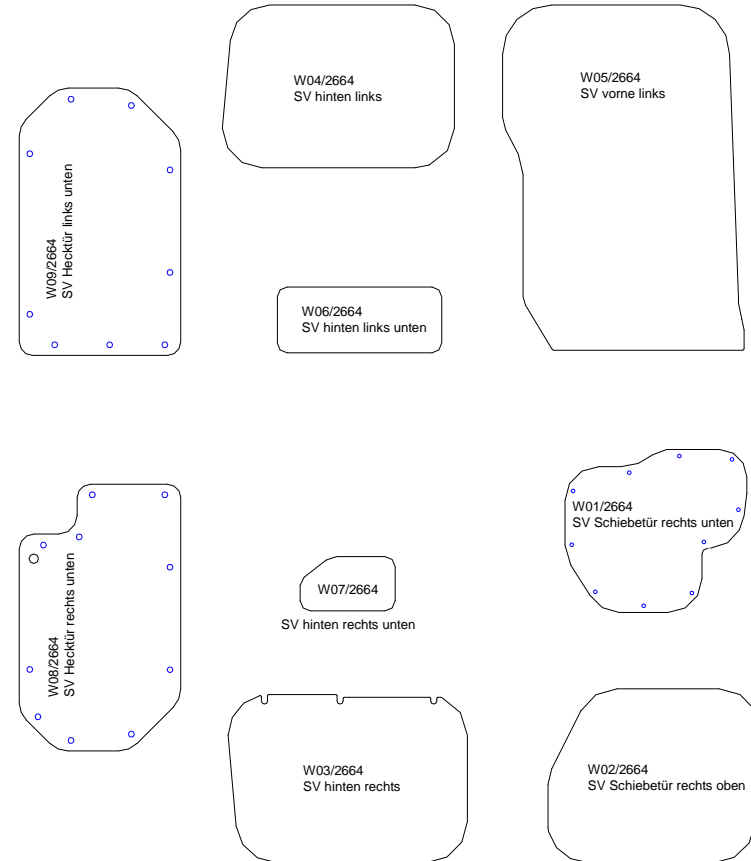 W04/2664
SV hinten links
W05/2664
SV vorne links
W09/2664
SV Hecktür links unten
W06/2664
SV hinten links unten
W01/2664
SV Schiebetür rechts unten
W08/2664
SV Hecktür rechts unten
W07/2664
SV hinten rechts unten
W03/2664
SV hinten rechts
W02/2664
SV Schiebetür rechts oben